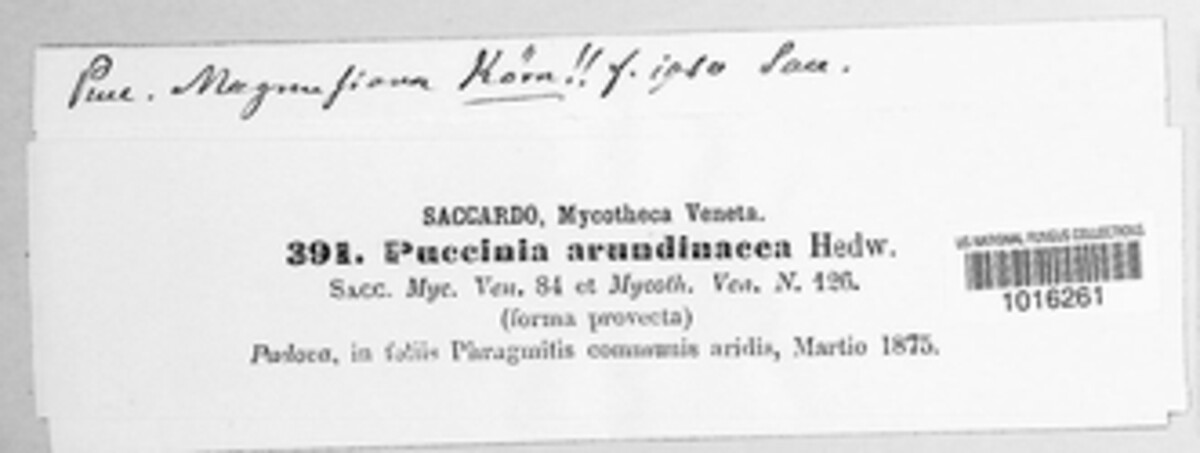 Pucc. Magnusiana Körn!! f. ipso Sacc.
SACCARDO, Mycotheca Veneta.
391. Puccinia arundinacea Hedw.
SACC. Myc. Ven. 84 et Mycoth. Ven. N. 126.
(forma provecta)
Padova, in foliis Phragmitis communis aridis, Martio 1875.
US NATIONAL FUNGUS COLLECTIONS
1016261